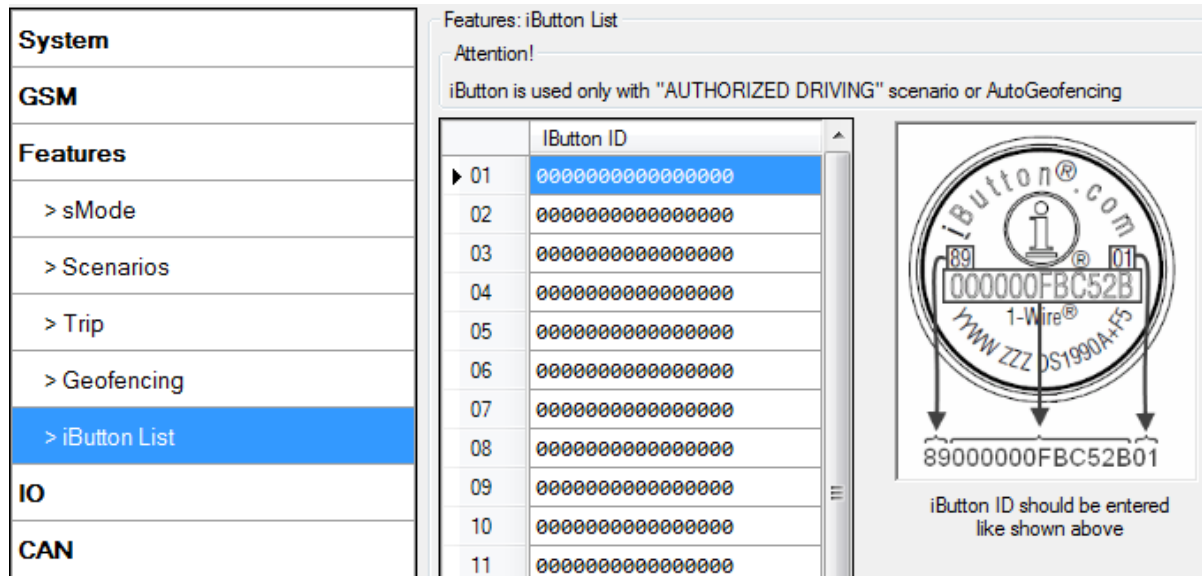 System
GSM
Features
> sMode
> Scenarios
> Trip
> Geofencing
> iButton List
IO
CAN
Features: iButton List
Attention!
iButton is used only with "AUTHORIZED DRIVING" scenario or AutoGeofencing
IButton ID
01 0000000000000000
02 0000000000000000
03 0000000000000000
04 0000000000000000
05 0000000000000000
06 0000000000000000
07 0000000000000000
08 0000000000000000
09 0000000000000000
10 0000000000000000
11 0000000000000000
iButton®.com
i
®
89 01
000000FBC52B
1-Wire®
YYWW ZZZ DS1990A+F5
89000000FBC52B01
iButton ID should be entered
like shown above